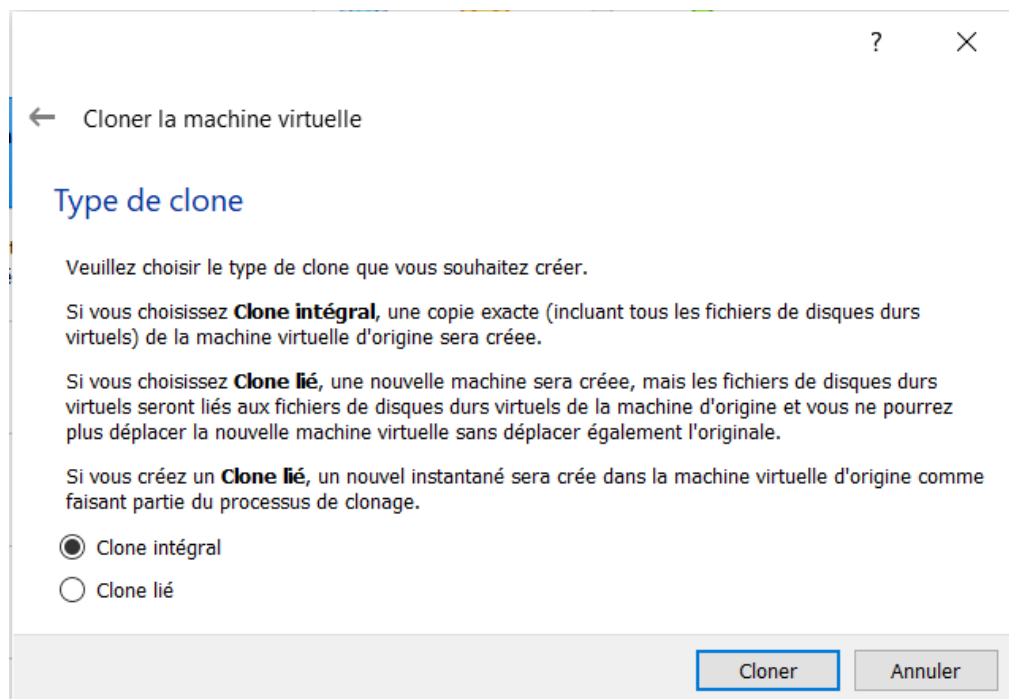 ?
Cloner la machine virtuelle
Type de clone
Veuillez choisir le type de clone que vous souhaitez créer.
Si vous choisissez Clone intégral, une copie exacte (incluant tous les fichiers de disques durs
virtuels) de la machine virtuelle d'origine sera créee.
Si vous choisissez Clone lié, une nouvelle machine sera créee, mais les fichiers de disques durs
virtuels seront liés aux fichiers de disques durs virtuels de la machine d'origine et vous ne pourrez
plus déplacer la nouvelle machine virtuelle sans déplacer également l'originale.
Si vous créez un Clone lié, un nouvel instantané sera crée dans la machine virtuelle d'origine comme
faisant partie du processus de clonage.
Clone intégral
Clone lié
Cloner Annuler